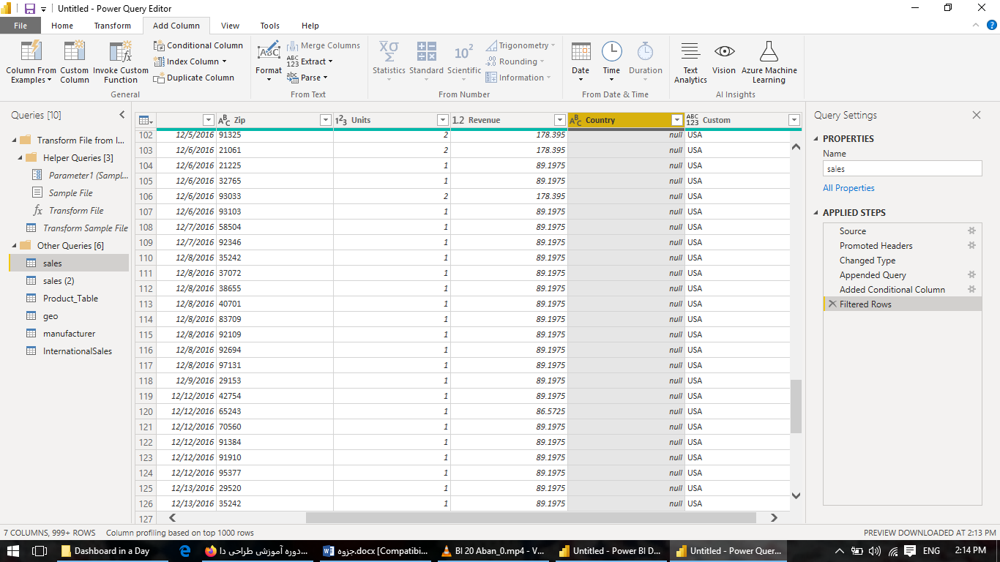 Untitled - Power Query Editor
File Home Transform Add Column View Tools Help
Column From Examples
Custom Column
Invoke Custom Function
Conditional Column
Index Column
Duplicate Column
General
Format
Merge Columns
Extract
Parse
From Text
Statistics
Standard
Scientific
Trigonometry
Rounding
Information
From Number
Date
Time
Duration
From Date & Time
Text Analytics
Vision
Azure Machine Learning
AI Insights
Queries [10]
Transform File from I...
Helper Queries [3]
Parameter1 (Sampl...
Sample File
Transform File
Transform Sample File
Other Queries [6]
sales
sales (2)
Product_Table
geo
manufacturer
InternationalSales
Zip Units Revenue Country Custom
102 12/5/2016 91325 2 178.395 null USA
103 12/6/2016 21061 2 178.395 null USA
104 12/6/2016 21225 1 89.1975 null USA
105 12/6/2016 32765 1 89.1975 null USA
106 12/6/2016 93033 2 178.395 null USA
107 12/6/2016 93103 1 89.1975 null USA
108 12/7/2016 58504 1 89.1975 null USA
109 12/7/2016 92346 1 89.1975 null USA
110 12/8/2016 35242 1 89.1975 null USA
111 12/8/2016 37072 1 89.1975 null USA
112 12/8/2016 38655 1 89.1975 null USA
113 12/8/2016 40701 1 89.1975 null USA
114 12/8/2016 83709 1 89.1975 null USA
115 12/8/2016 92109 1 89.1975 null USA
116 12/8/2016 92694 1 89.1975 null USA
117 12/8/2016 97131 1 89.1975 null USA
118 12/9/2016 29153 1 89.1975 null USA
119 12/12/2016 42754 1 89.1975 null USA
120 12/12/2016 65243 1 86.5725 null USA
121 12/12/2016 70560 1 89.1975 null USA
122 12/12/2016 91384 1 89.1975 null USA
123 12/12/2016 91910 1 89.1975 null USA
124 12/12/2016 95377 1 89.1975 null USA
125 12/13/2016 29520 1 89.1975 null USA
126 12/13/2016 35242 1 89.1975 null USA
127
Query Settings
PROPERTIES
Name
sales
All Properties
APPLIED STEPS
Source
Promoted Headers
Changed Type
Appended Query
Added Conditional Column
Filtered Rows
7 COLUMNS, 999+ ROWS Column profiling based on top 1000 rows PREVIEW DOWNLOADED AT 2:13 PM
Dashboard in a Day
دوره آموزشی طراحی دا...
جزوه.docx [Compatibi...
BI 20 Aban_0.mp4 - V...
Untitled - Power BI D...
Untitled - Power Quer...
ENG
2:14 PM